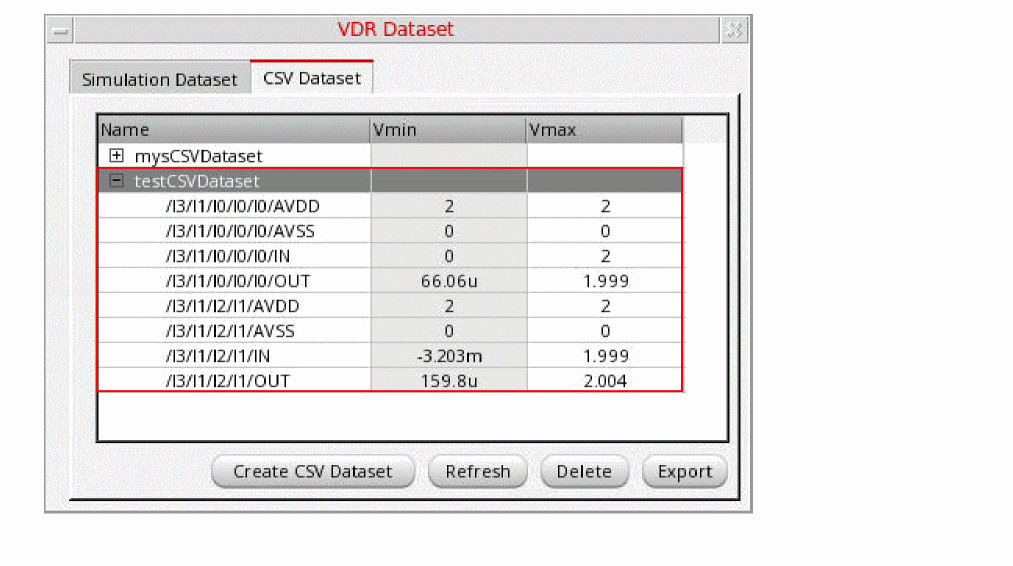 VDR Dataset
Simulation Dataset CSV Dataset
Name Vmin Vmax
mysCSVDataset
testCSVDataset
/I3/I1/I0/I0/I0/AVDD 2 2
/I3/I1/I0/I0/I0/AVSS 0 0
/I3/I1/I0/I0/I0/IN 0 2
/I3/I1/I0/I0/I0/OUT 66.06u 1.999
/I3/I1/I2/I1/AVDD 2 2
/I3/I1/I2/I1/AVSS 0 0
/I3/I1/I2/I1/IN -3.203m 1.999
/I3/I1/I2/I1/OUT 159.8u 2.004
Create CSV Dataset Refresh Delete Export